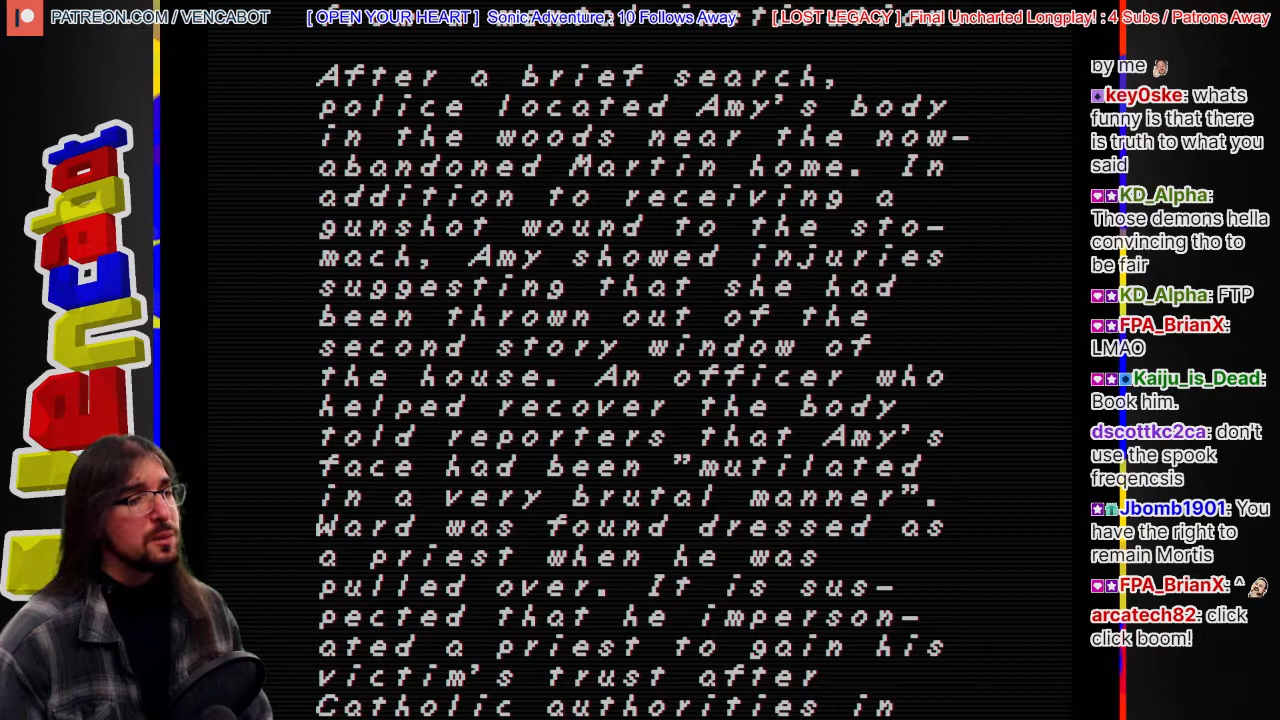 PATREON.COM / VENCABOT
[ OPEN YOUR HEART ] Sonic Adventure : 10 Follows Away
[ LOST LEGACY ] Final Uncharted Longplay! : 4 Subs / Patrons Away
After a brief search,
police located Amy's body
in the woods near the now-
abandoned Martin home. In
addition to receiving a
gunshot wound to the sto-
mach, Amy showed injuries
suggesting that she had
been thrown out of the
second story window of
the house. An officer who
helped recover the body
told reporters that Amy's
face had been "mutilated
in a very brutal manner".
Ward was found dressed as
a priest when he was
pulled over. It is sus-
pected that he imperson-
ated a priest to gain his
victim's trust after
Catholic authorities in
by me
key0ske: whats
funny is that there
is truth to what you
said
KD_Alpha:
Those demons hella
convincing tho to
be fair
KD_Alpha: FTP
FPA_BrianX:
LMAO
Kaiju_is_Dead:
Book him.
dscottkc2ca: don't
use the spook
freqencsis
Jbomb1901: You
have the right to
remain Mortis
FPA_BrianX: ^
arcatech82: click
click boom!